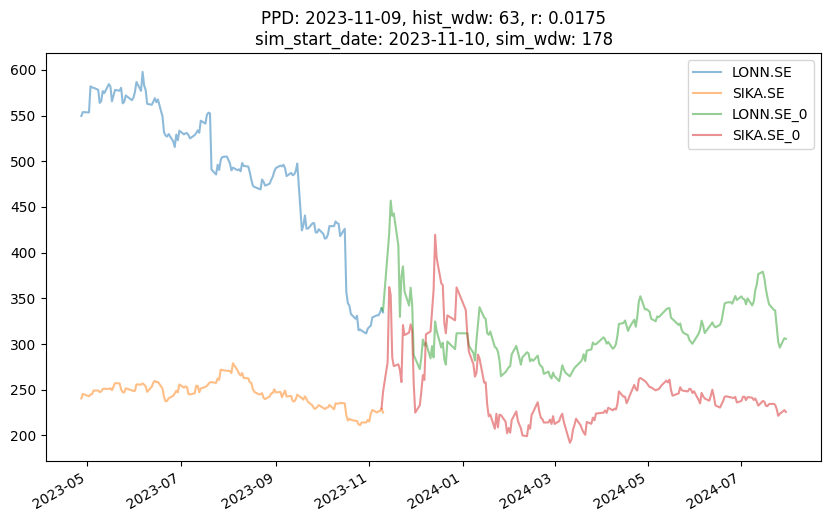 PPD: 2023-11-09, hist_wdw: 63, r: 0.0175
sim_start_date: 2023-11-10, sim_wdw: 178
LONN.SE
SIKA.SE
LONN.SE_0
SIKA.SE_0
600
550
500
450
400
350
300
250
200
2023-05
2023-07
2023-09
2023-11
2024-01
2024-03
2024-05
2024-07